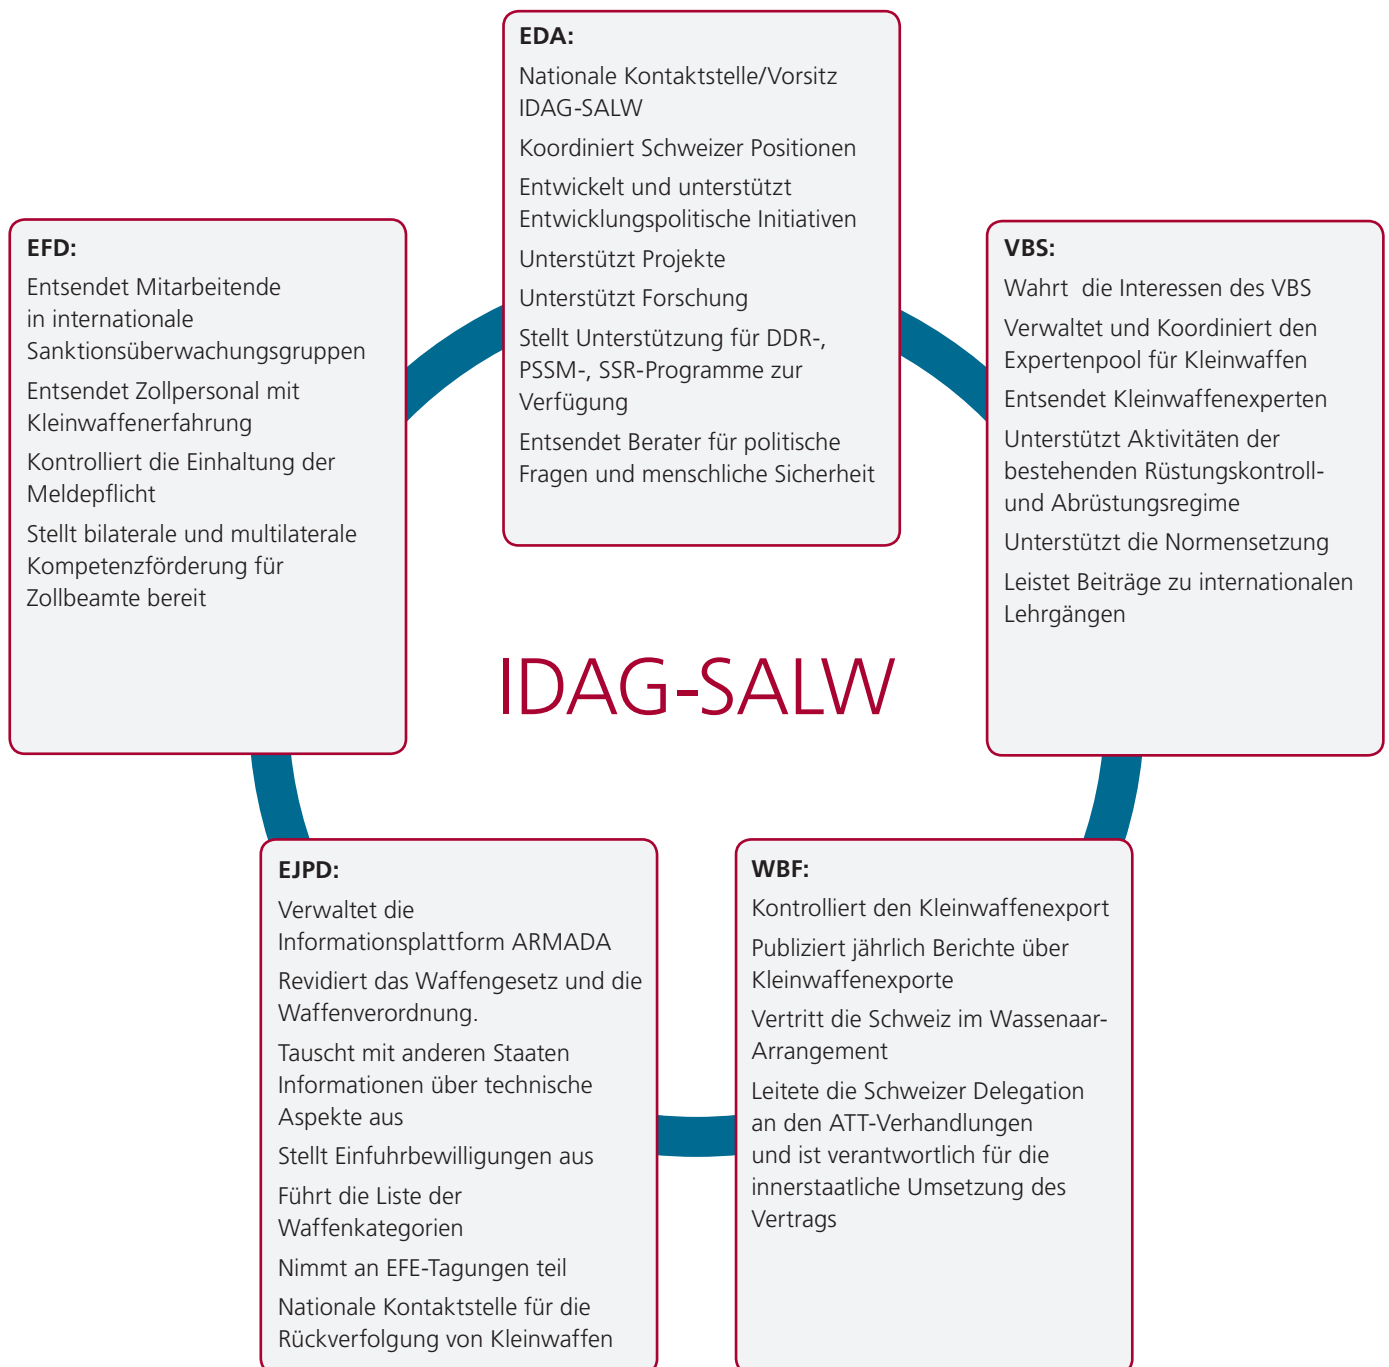 EDA:
Nationale Kontaktstelle/Vorsitz
IDAG-SALW
Koordiniert Schweizer Positionen
Entwickelt und unterstützt
Entwicklungspolitische Initiativen
Unterstützt Projekte
Unterstützt Forschung
Stellt Unterstützung für DDR-,
PSSM-, SSR-Programme zur
Verfügung
Entsendet Berater für politische
Fragen und menschliche Sicherheit
EFD:
Entsendet Mitarbeitende
in internationale
Sanktionsüberwachungsgruppen
Entsendet Zollpersonal mit
Kleinwaffenerfahrung
Kontrolliert die Einhaltung der
Meldepflicht
Stellt bilaterale und multilaterale
Kompetenzförderung für
Zollbeamte bereit
VBS:
Wahrt  die Interessen des VBS
Verwaltet und Koordiniert den
Expertenpool für Kleinwaffen
Entsendet Kleinwaffenexperten
Unterstützt Aktivitäten der
bestehenden Rüstungskontroll-
und Abrüstungsregime
Unterstützt die Normensetzung
Leistet Beiträge zu internationalen
Lehrgängen
IDAG-SALW
EJPD:
Verwaltet die
Informationsplattform ARMADA
Revidiert das Waffengesetz und die
Waffenverordnung.
Tauscht mit anderen Staaten
Informationen über technische
Aspekte aus
Stellt Einfuhrbewilligungen aus
Führt die Liste der
Waffenkategorien
Nimmt an EFE-Tagungen teil
Nationale Kontaktstelle für die
Rückverfolgung von Kleinwaffen
WBF:
Kontrolliert den Kleinwaffenexport
Publiziert jährlich Berichte über
Kleinwaffenexporte
Vertritt die Schweiz im Wassenaar-
Arrangement
Leitete die Schweizer Delegation
an den ATT-Verhandlungen
und ist verantwortlich für die
innerstaatliche Umsetzung des
Vertrags